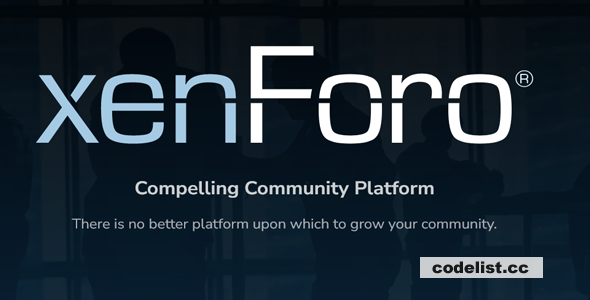 xenForo®
Compelling Community Platform
There is no better platform upon which to grow your community.
codelist.cc